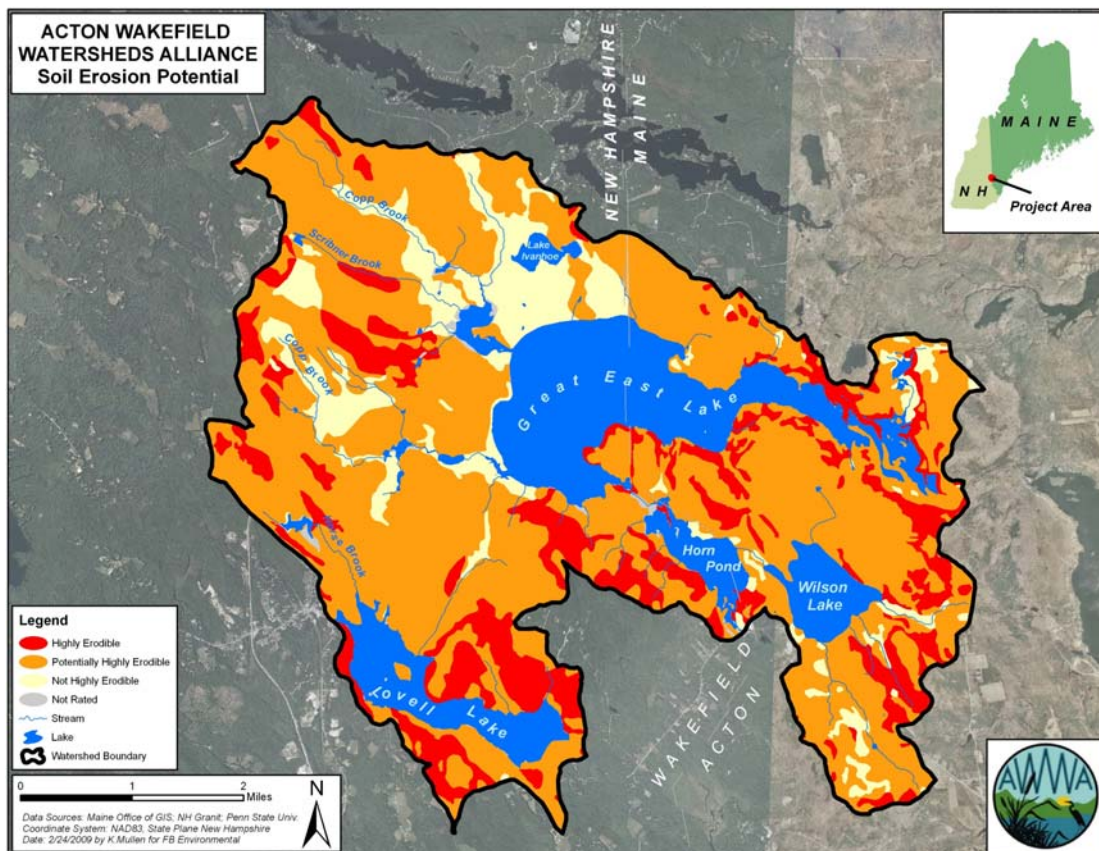 ACTON WAKEFIELD
WATERSHEDS ALLIANCE
Soil Erosion Potential
NEW HAMPSHIRE
MAINE
MAINE
NH
Project Area
Copp Brook
Scribner Brook
Lake
Ivanhoe
Copp Brook
Great East Lake
Brook
Horn
Pond
Wilson
Lake
Lovell Lake
WAKEFIELD
ACTON
Legend
Highly Erodible
Potentially Highly Erodible
Not Highly Erodible
Not Rated
Stream
Lake
Watershed Boundary
0 1 2
Miles
N
Data Sources: Maine Office of GIS; NH Granit; Penn State Univ.
Coordinate System: NAD83, State Plane New Hampshire
Date: 2/24/2009 by K.Mullen for FB Environmental
AWWA